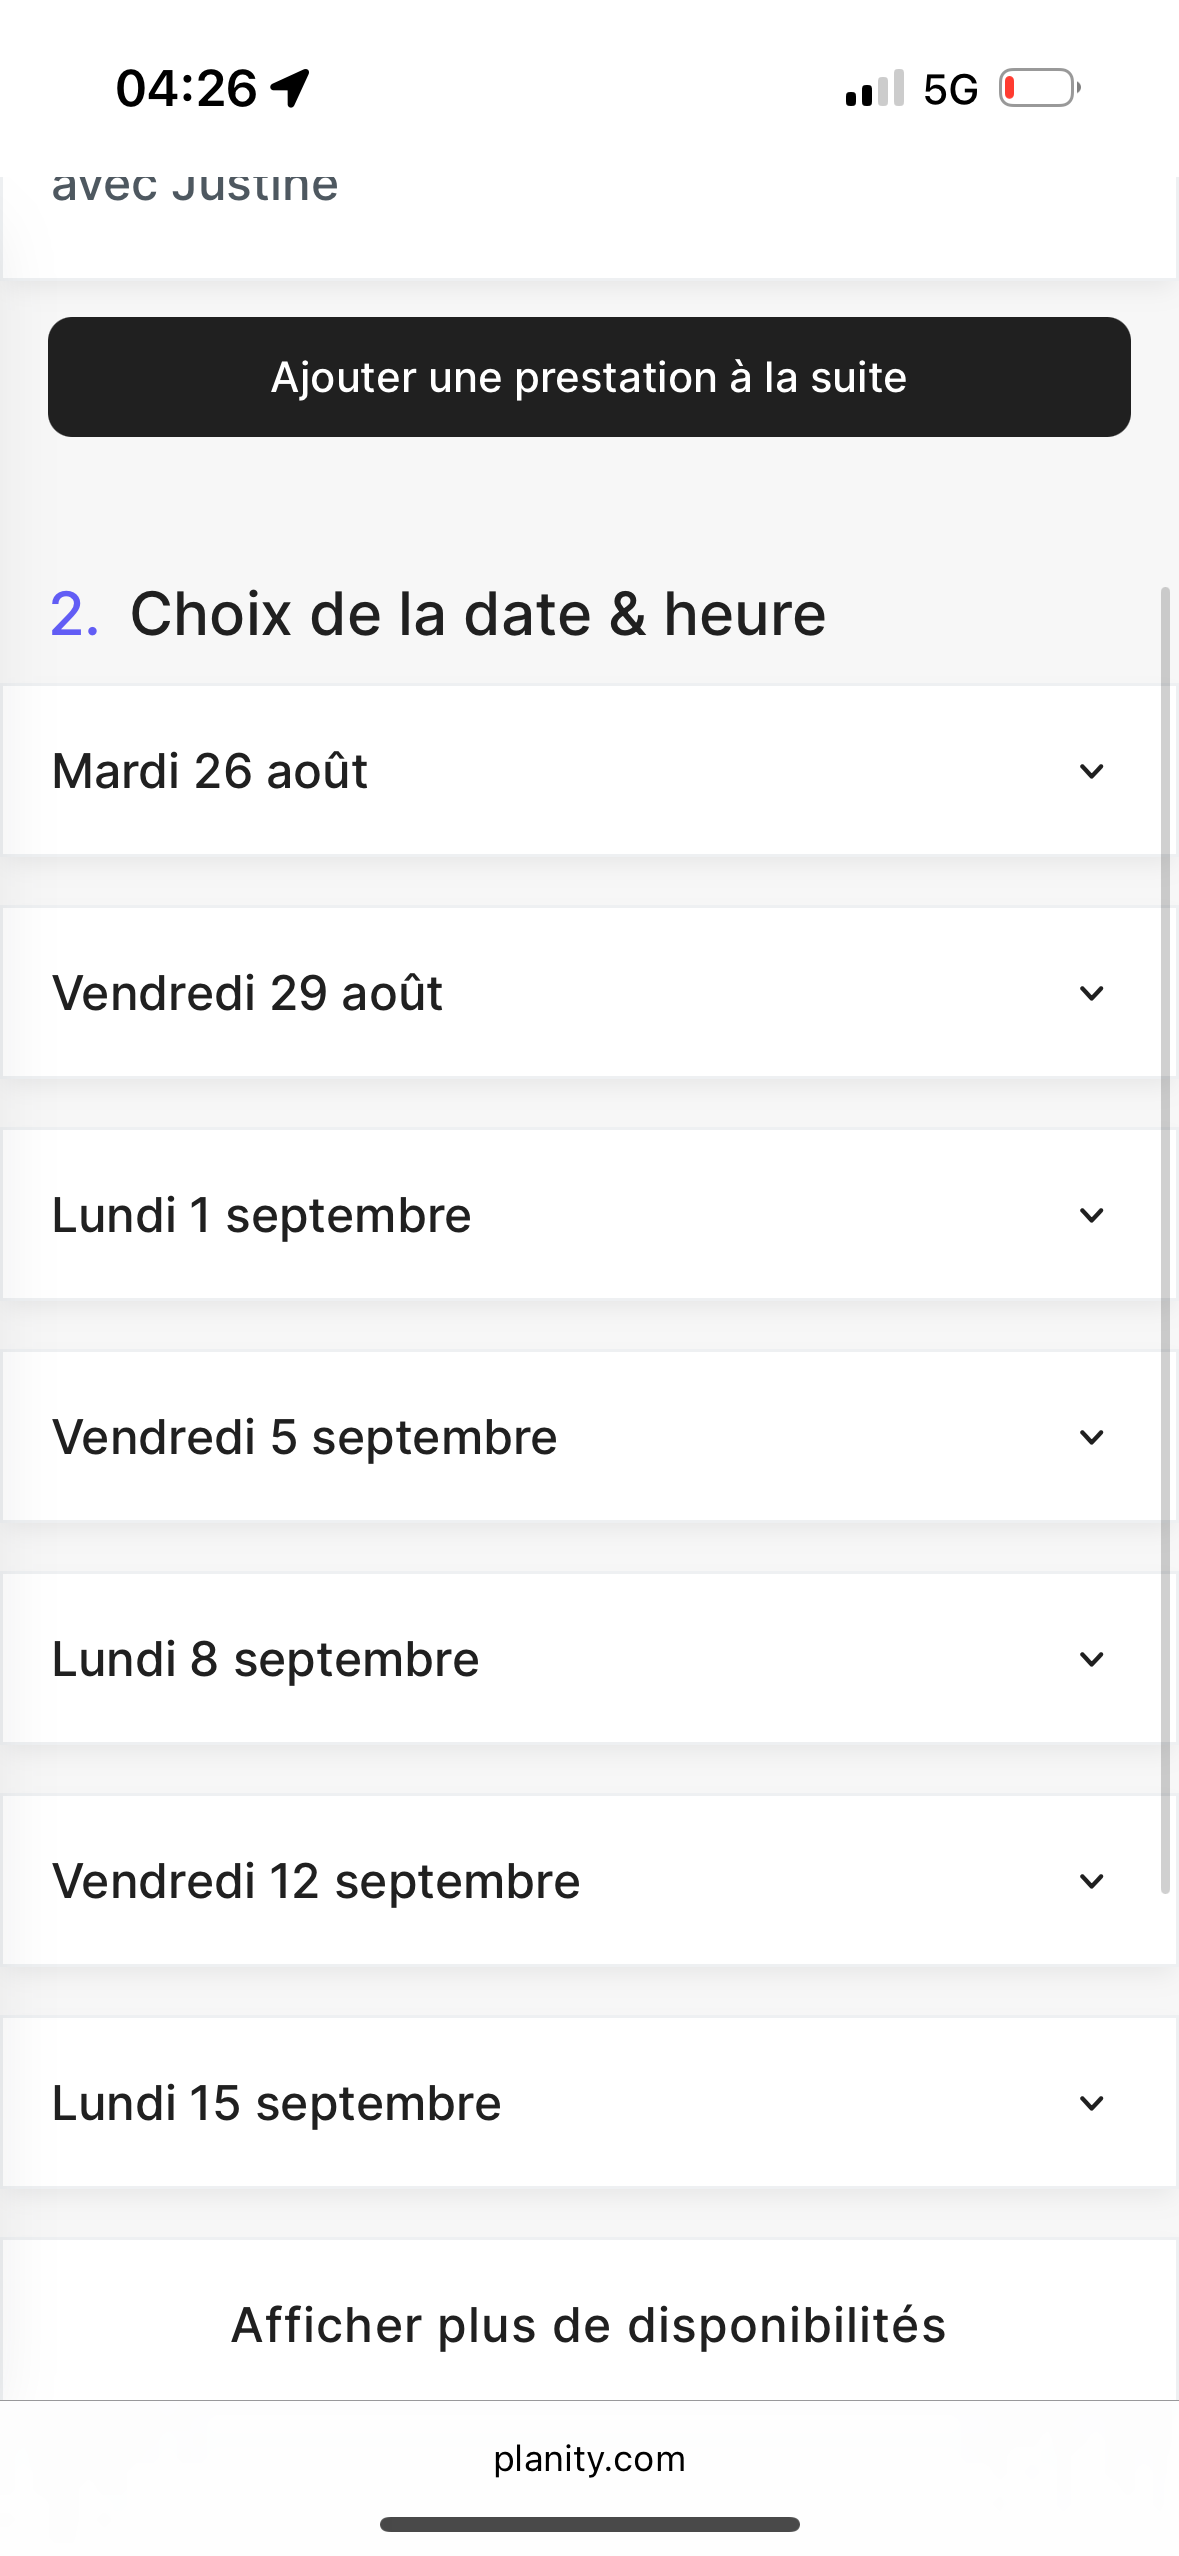 04:26
5G
avec Justine
Ajouter une prestation à la suite
2. Choix de la date & heure
Mardi 26 août
Vendredi 29 août
Lundi 1 septembre
Vendredi 5 septembre
Lundi 8 septembre
Vendredi 12 septembre
Lundi 15 septembre
Afficher plus de disponibilités
planity.com